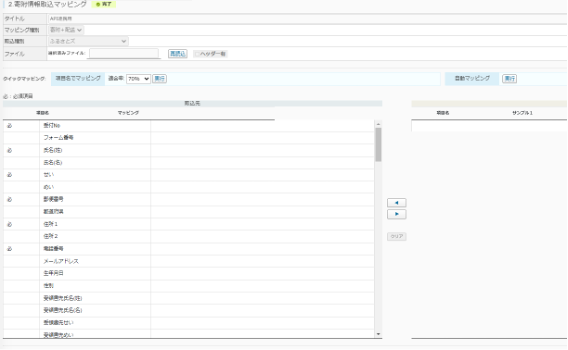 2.寄附情報取込マッピング 完了
タイトル API連携用
マッピング種別 寄付+配送
取込種別 ふるさとズ
ファイル 選択済みファイル: 再読込 ヘッダー無
クイックマッピング 項目名でマッピング 適合率: 70% 実行 自動マッピング 実行
必 : 必須項目
取込先
項目名 マッピング 項目名 サンプル1
必 受付No
フォーム番号
必 氏名(姓)
氏名(名)
必 せい
めい
必 郵便番号
都道府県
必 住所1
住所2
必 電話番号
メールアドレス
生年月日
性別
受領書宛氏名(姓)
受領書宛氏名(名)
受領書宛せい
受領書宛めい
クリア